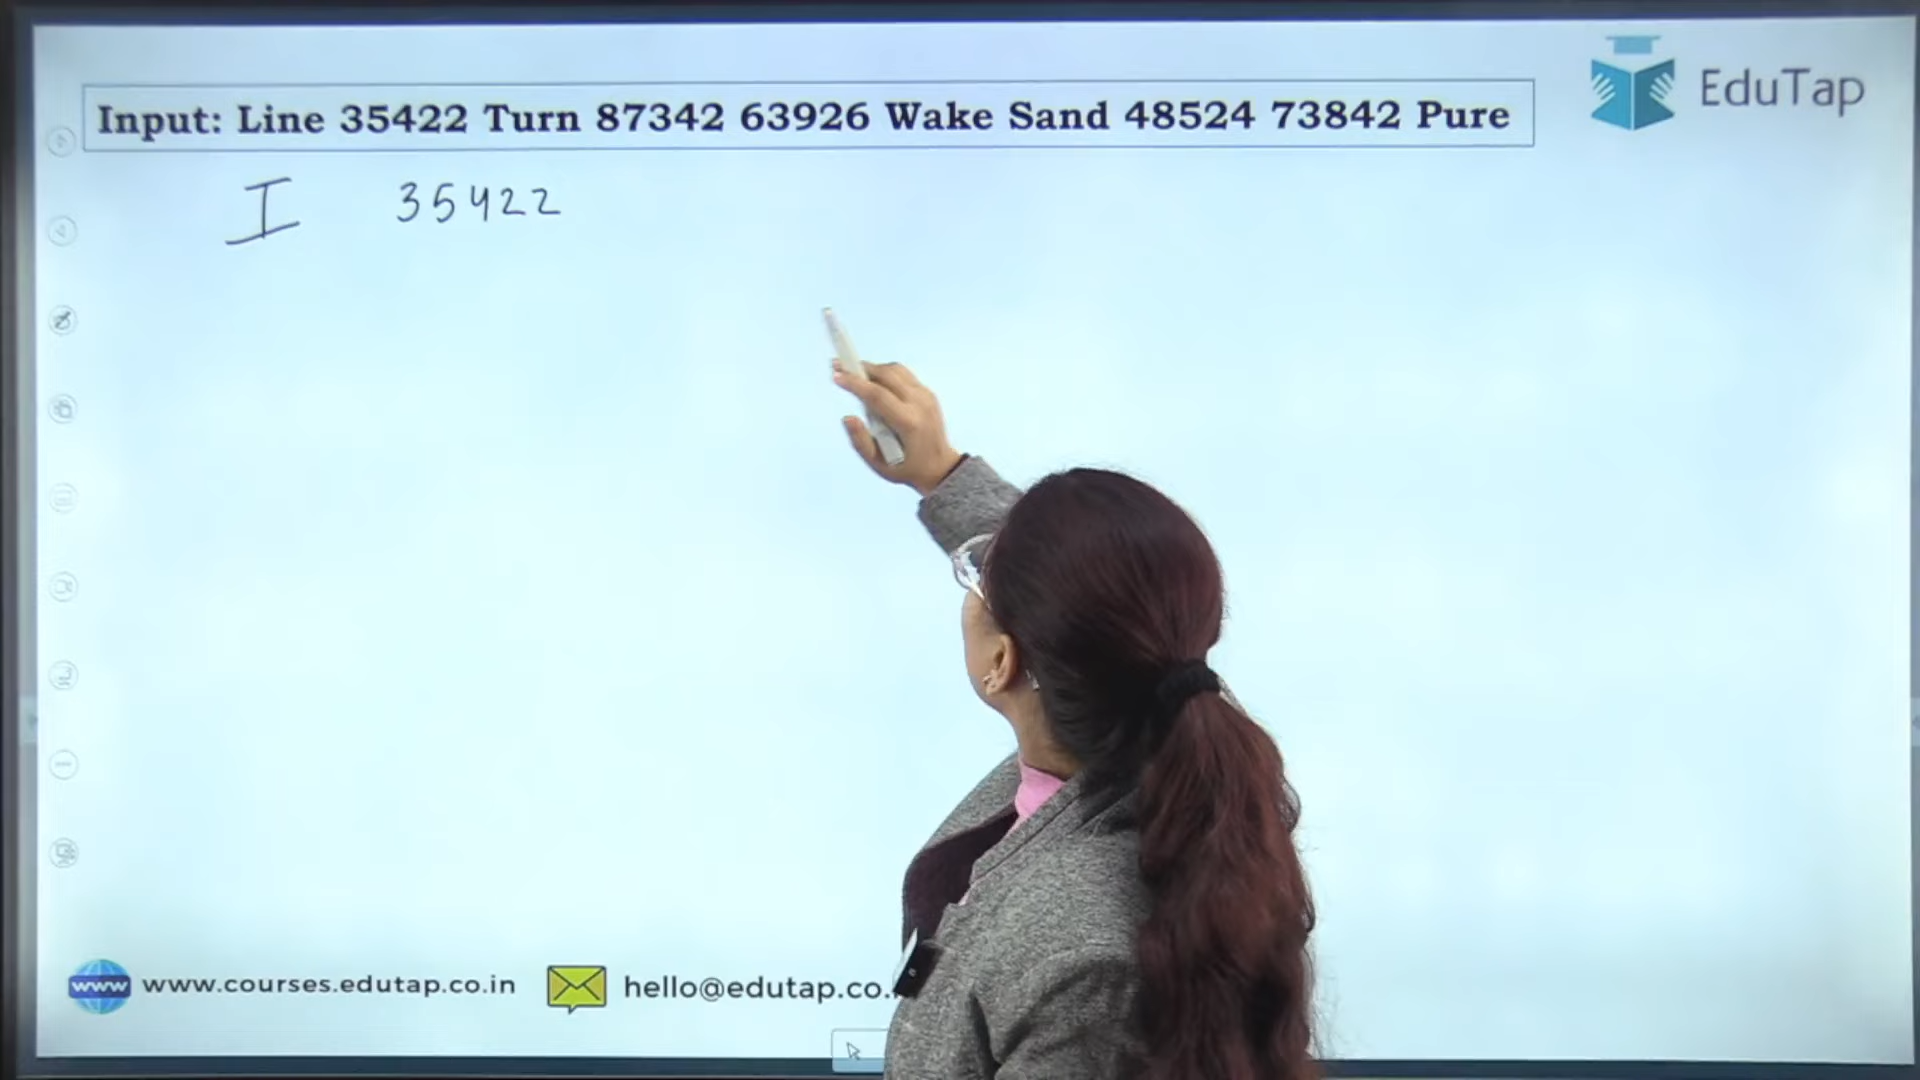 EduTap
Input: Line 35422 Turn 87342 63926 Wake Sand 48524 73842 Pure
I 35422
www www.courses.edutap.co.in hello@edutap.co.